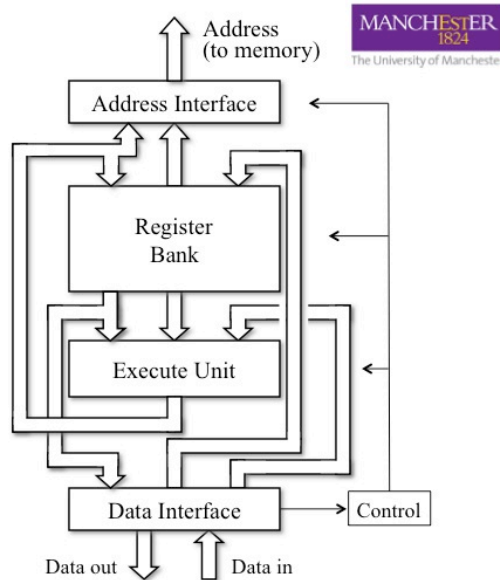 Address
(to memory)
MANCHESTER
1824
The University of Manchester
Address Interface
Register
Bank
Execute Unit
Data Interface
Control
Data out
Data in